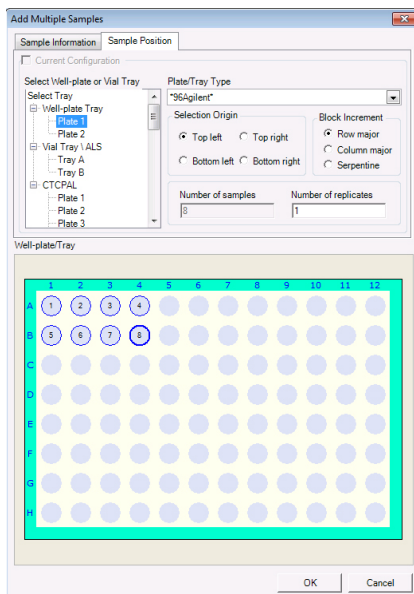 Add Multiple Samples
Sample Information Sample Position
Current Configuration
Select Well-plate or Vial Tray Plate/Tray Type
Select Tray
Well-plate Tray
Plate 1
Plate 2
Vial Tray \ ALS
Tray A
Tray B
CTCPAL
Plate 1
Plate 2
Plate 3
*96Agilent*
Selection Origin
Top left Top right
Bottom left Bottom right
Block Increment
Row major
Column major
Serpentine
Number of samples Number of replicates
8 1
Well-plate/Tray
1 2 3 4 5 6 7 8 9 10 11 12
A 1 2 3 4
B 5 6 7 8
C
D
E
F
G
H
OK Cancel